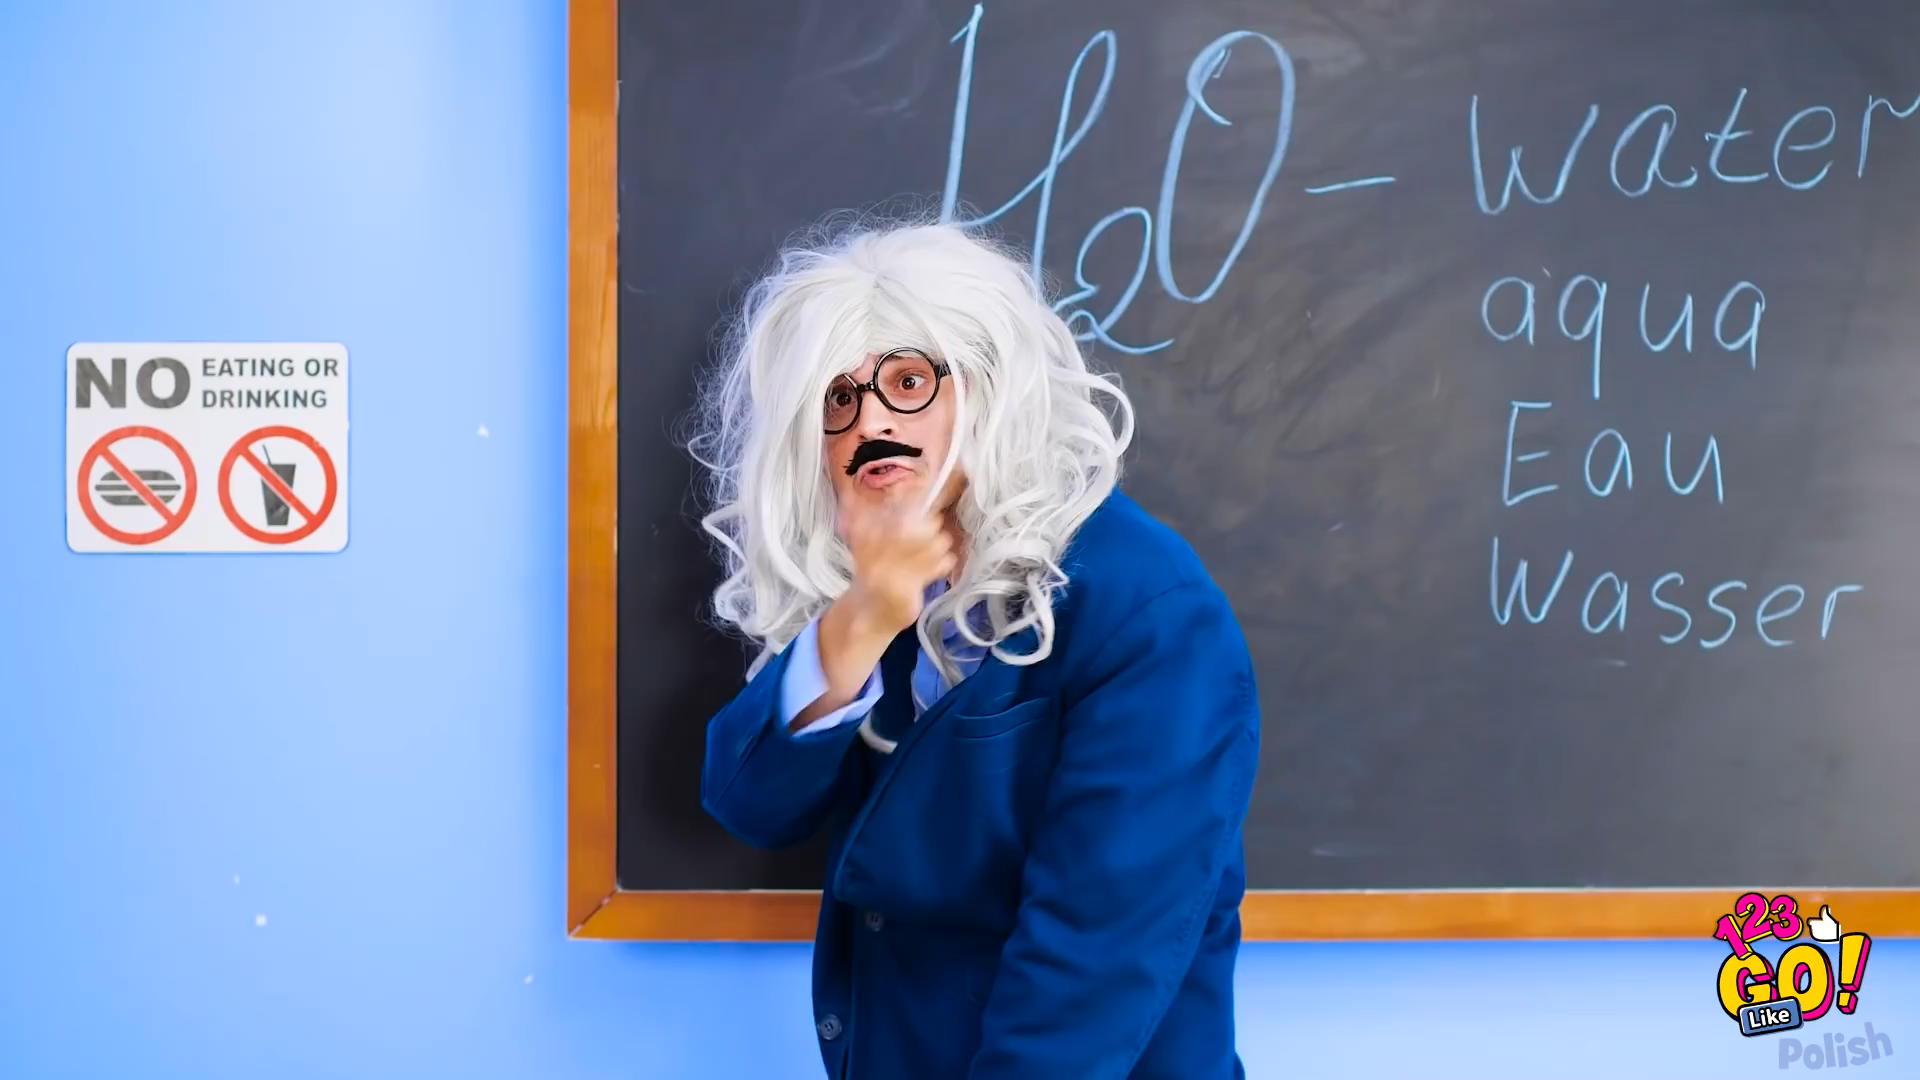 NO EATING OR
DRINKING
H2O - water
aqua
Eau
Wasser
123
GO!
Like
Polish